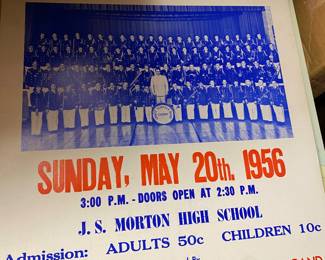 SUNDAY, MAY 20th. 1956
3:00 P.M. - DOORS OPEN AT 2:30 P.M.
J. S. MORTON HIGH SCHOOL
Admission: ADULTS 50c CHILDREN 10c
BAND